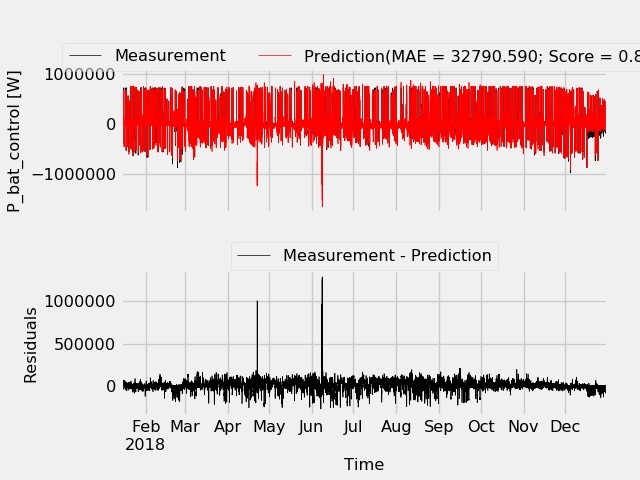 Measurement Prediction(MAE = 32790.590; Score = 0.8
P_bat_control [W]
1000000
0
−1000000
Measurement - Prediction
Residuals
1000000
500000
0
Feb Mar Apr May Jun Jul Aug Sep Oct Nov Dec
2018
Time